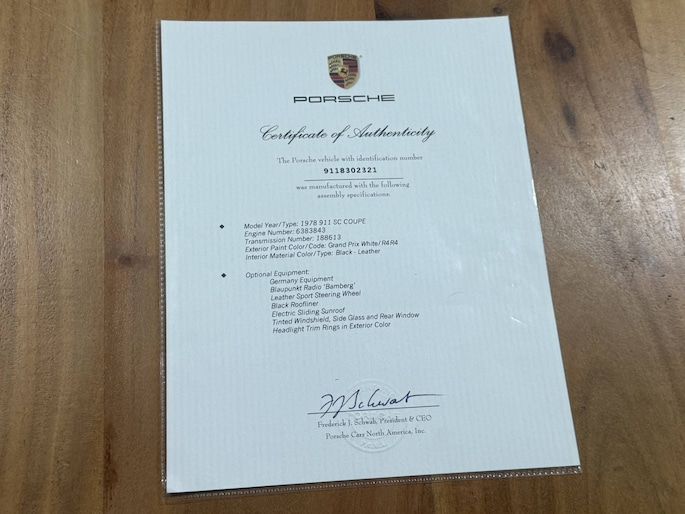 PORSCHE
Certificate of Authenticity
The Porsche vehicle with identification number
9118302321
was manufactured with the following
assembly specifications:
Model Year/Type: 1978 911 SC COUPE
Engine Number: 6383843
Transmission Number: 188613
Exterior Paint Color/Code: Grand Prix White/R4R4
Interior Material Color/Type: Black - Leather
Optional Equipment:
Germany Equipment
Blaupunkt Radio 'Bamberg'
Leather Sport Steering Wheel
Black Roofliner
Electric Sliding Sunroof
Tinted Windshield, Side Glass and Rear Window
Headlight Trim Rings in Exterior Color
Frederick J. Schwab, President & CEO
Porsche Cars North America, Inc.